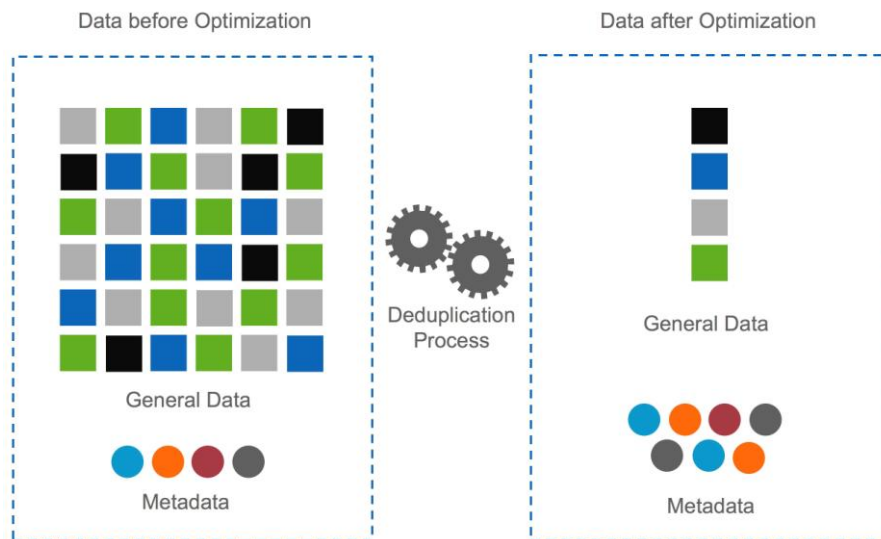 Data before Optimization
Data after Optimization
Deduplication
Process
General Data
General Data
Metadata
Metadata